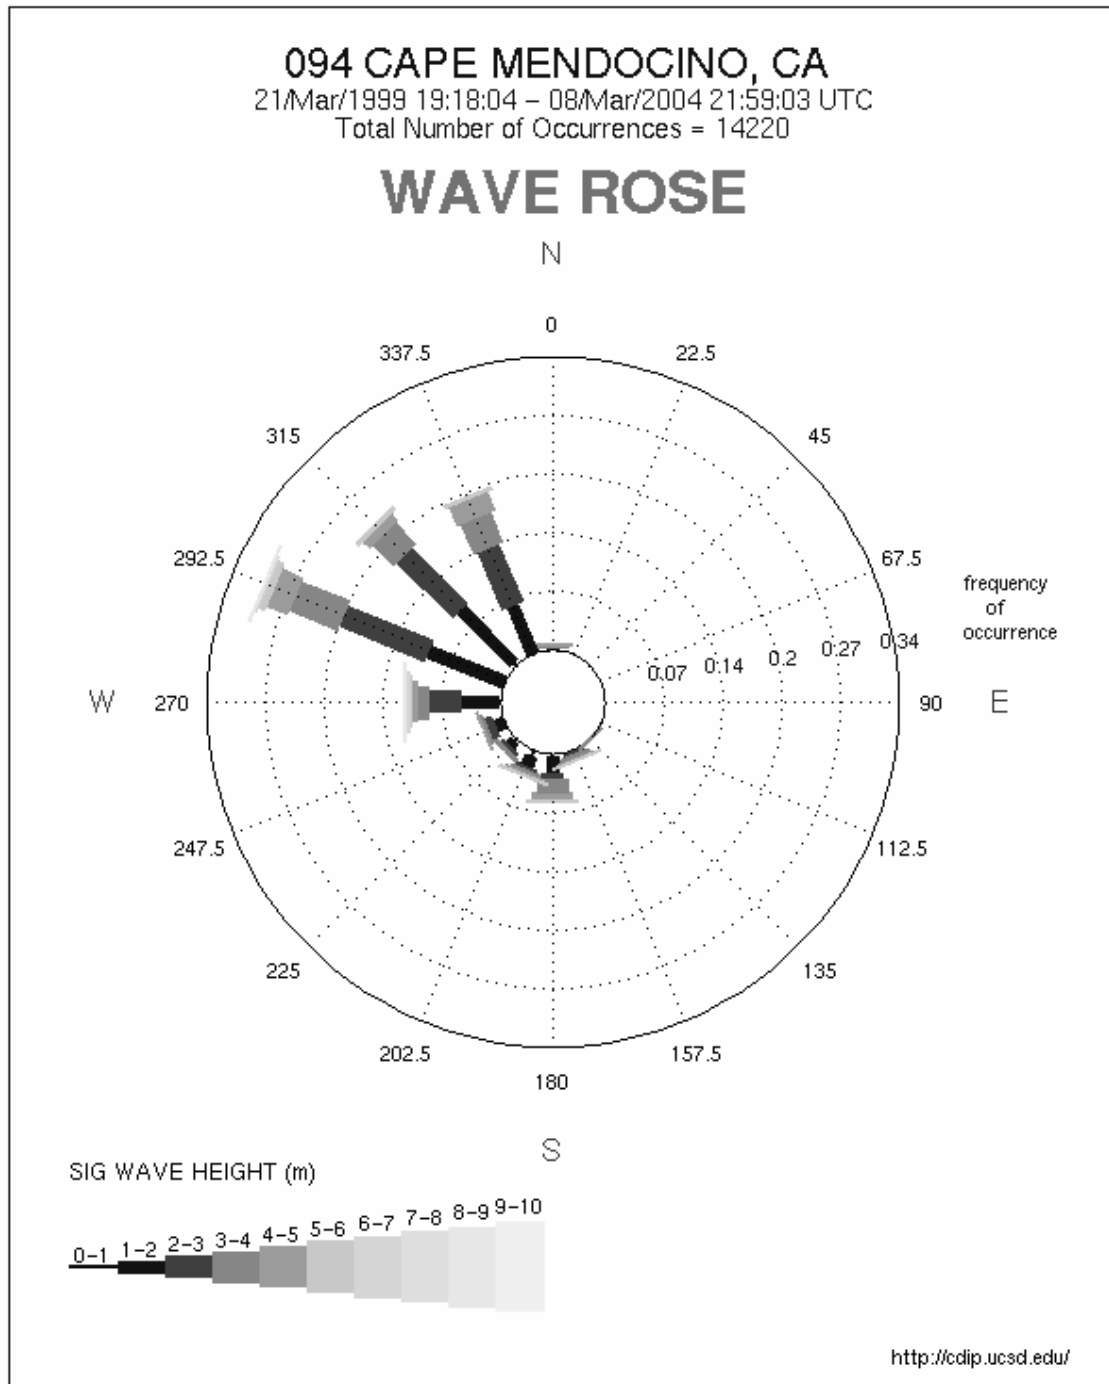 094 CAPE MENDOCINO, CA
21/Mar/1999 19:18:04 – 08/Mar/2004 21:59:03 UTC
Total Number of Occurrences = 14220
WAVE ROSE
N
0
337.5
22.5
315
45
292.5
67.5
frequency
of
occurrence
0.07
0.14
0.2
0.27
0.34
W
270
90
E
247.5
112.5
225
135
202.5
157.5
180
S
SIG WAVE HEIGHT (m)
0–1
1–2
2–3
3–4
4–5
5–6
6–7
7–8
8–9
9–10
http://cdip.ucsd.edu/